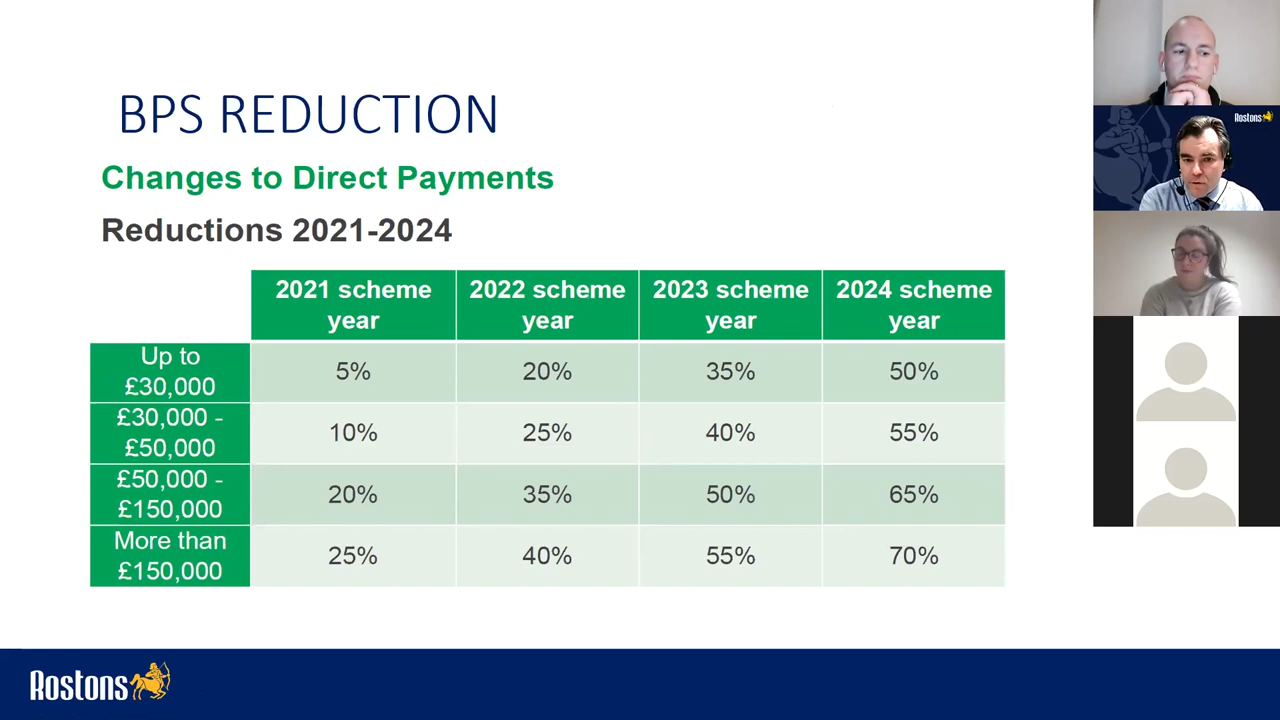 BPS REDUCTION
Changes to Direct Payments
Reductions 2021-2024
2021 scheme year
2022 scheme year
2023 scheme year
2024 scheme year
Up to £30,000
5%
20%
35%
50%
£30,000 - £50,000
10%
25%
40%
55%
£50,000 - £150,000
20%
35%
50%
65%
More than £150,000
25%
40%
55%
70%
Rostons
Rostons